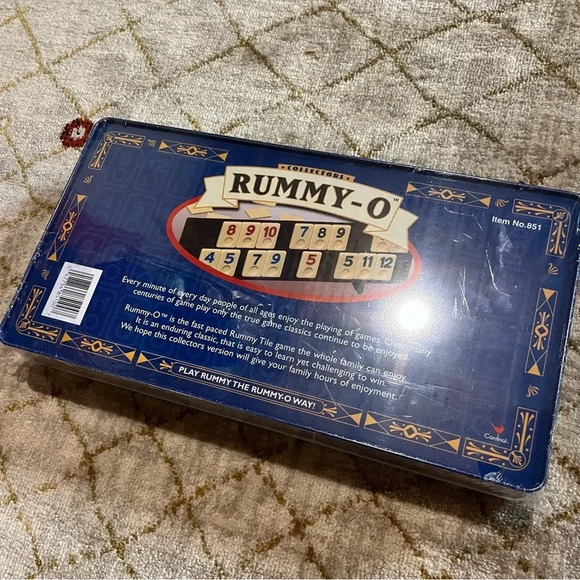 COLLECTORS
RUMMY-O™
Item No.851
8 9 10 7 8 9
4 5 7 9 5 5 11 12
Every minute of every day people of all ages enjoy the playing of games. O
centuries of game play only the true game classics continue to be enjoyed.
Rummy-O™ is the fast paced Rummy Tile game the whole family can enjoy.
It is an enduring classic, that is easy to learn yet challenging to win.
We hope this collectors version will give your family hours of enjoyment.
PLAY RUMMY THE RUMMY-O WAY!
Cardinal.